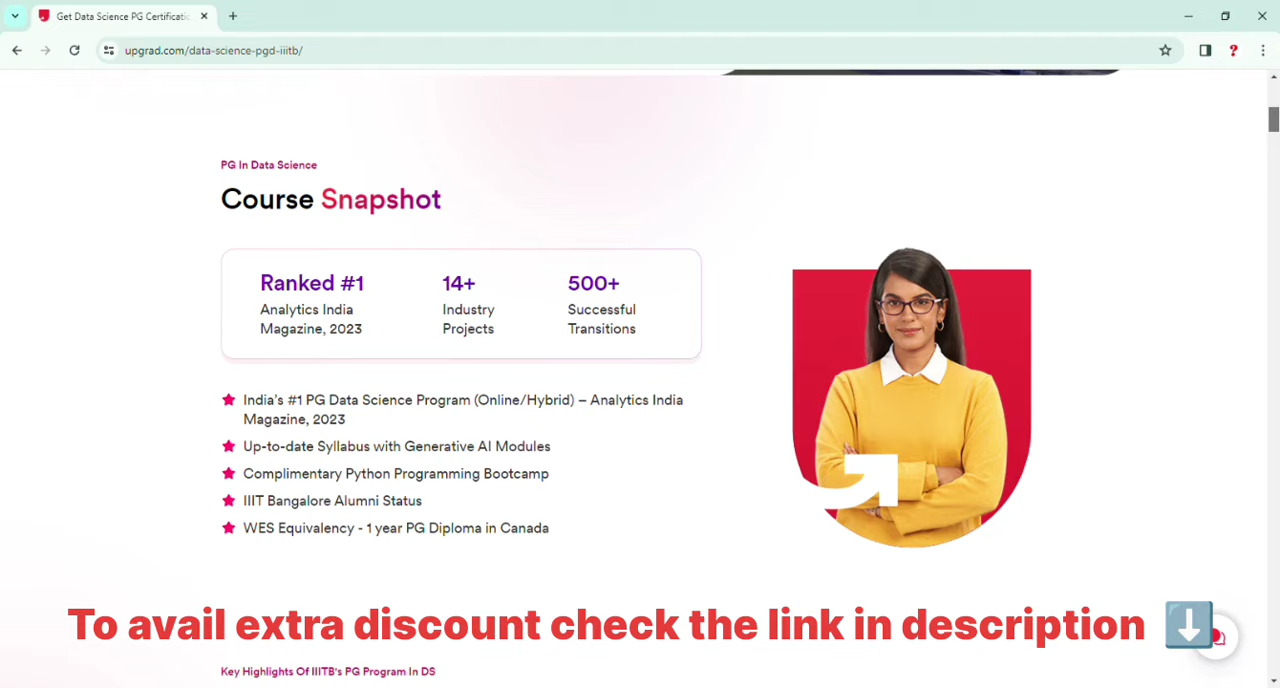 Get Data Science PG Certificatic
upgrad.com/data-science-pgd-iiitb/
PG In Data Science
Course Snapshot
Ranked #1
Analytics India
Magazine, 2023
14+
Industry
Projects
500+
Successful
Transitions
India's #1 PG Data Science Program (Online/Hybrid) – Analytics India
Magazine, 2023
Up-to-date Syllabus with Generative AI Modules
Complimentary Python Programming Bootcamp
IIIT Bangalore Alumni Status
WES Equivalency - 1 year PG Diploma in Canada
To avail extra discount check the link in description
Key Highlights Of IIITB's PG Program In DS